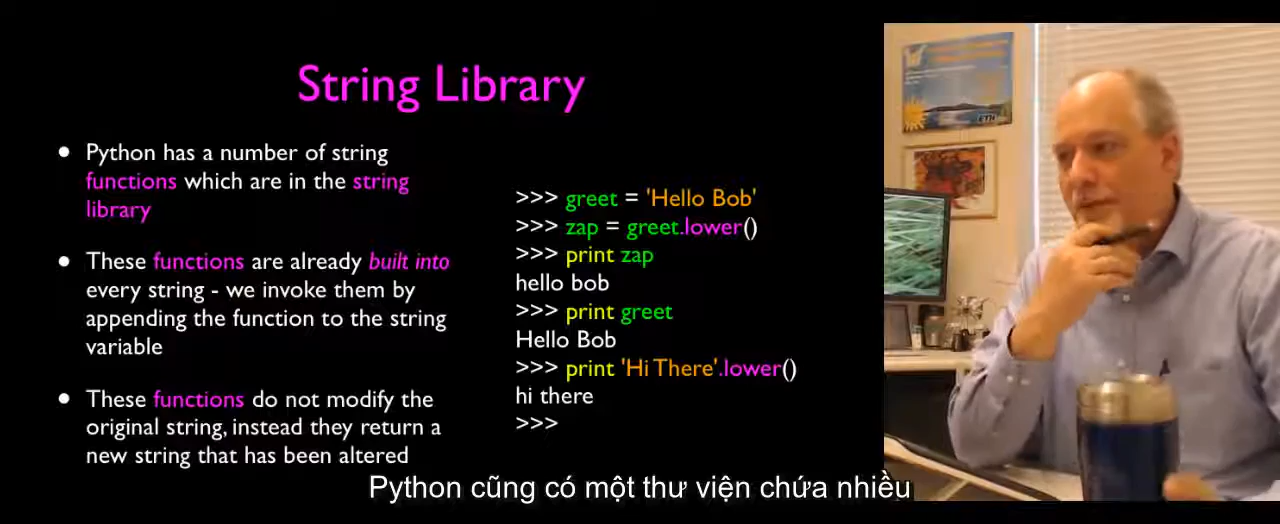 String Library
• Python has a number of string
functions which are in the string
library
• These functions are already built into
every string - we invoke them by
appending the function to the string
variable
• These functions do not modify the
original string, instead they return a
new string that has been altered
>>> greet = 'Hello Bob'
>>> zap = greet.lower()
>>> print zap
hello bob
>>> print greet
Hello Bob
>>> print 'Hi There'.lower()
hi there
>>>
ETH
Python cũng có một thư viện chứa nhiều